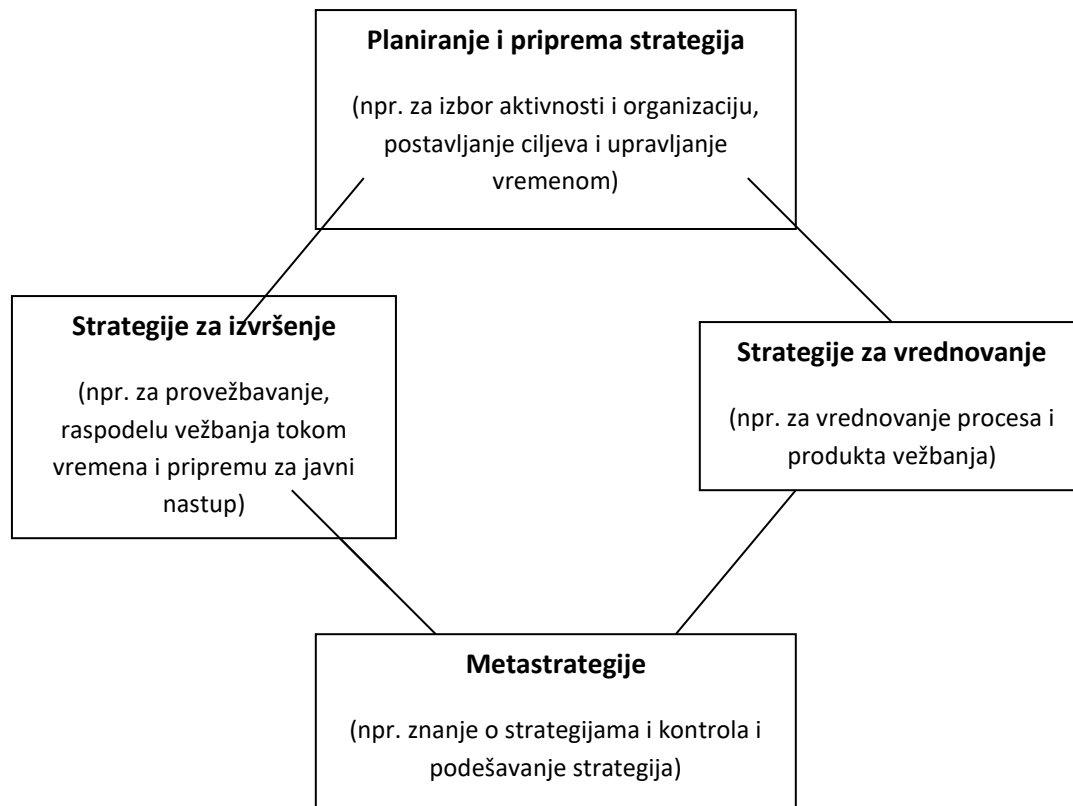 Planiranje i priprema strategija
(npr. za izbor aktivnosti i organizaciju,
postavljanje ciljeva i upravljanje
vremenom)
Strategije za izvršenje
(npr. za provežbavanje,
raspodelu vežbanja tokom
vremena i pripremu za javni
nastup)
Strategije za vrednovanje
(npr. za vrednovanje procesa i
produkta vežbanja)
Metastrategije
(npr. znanje o strategijama i kontrola i
podešavanje strategija)